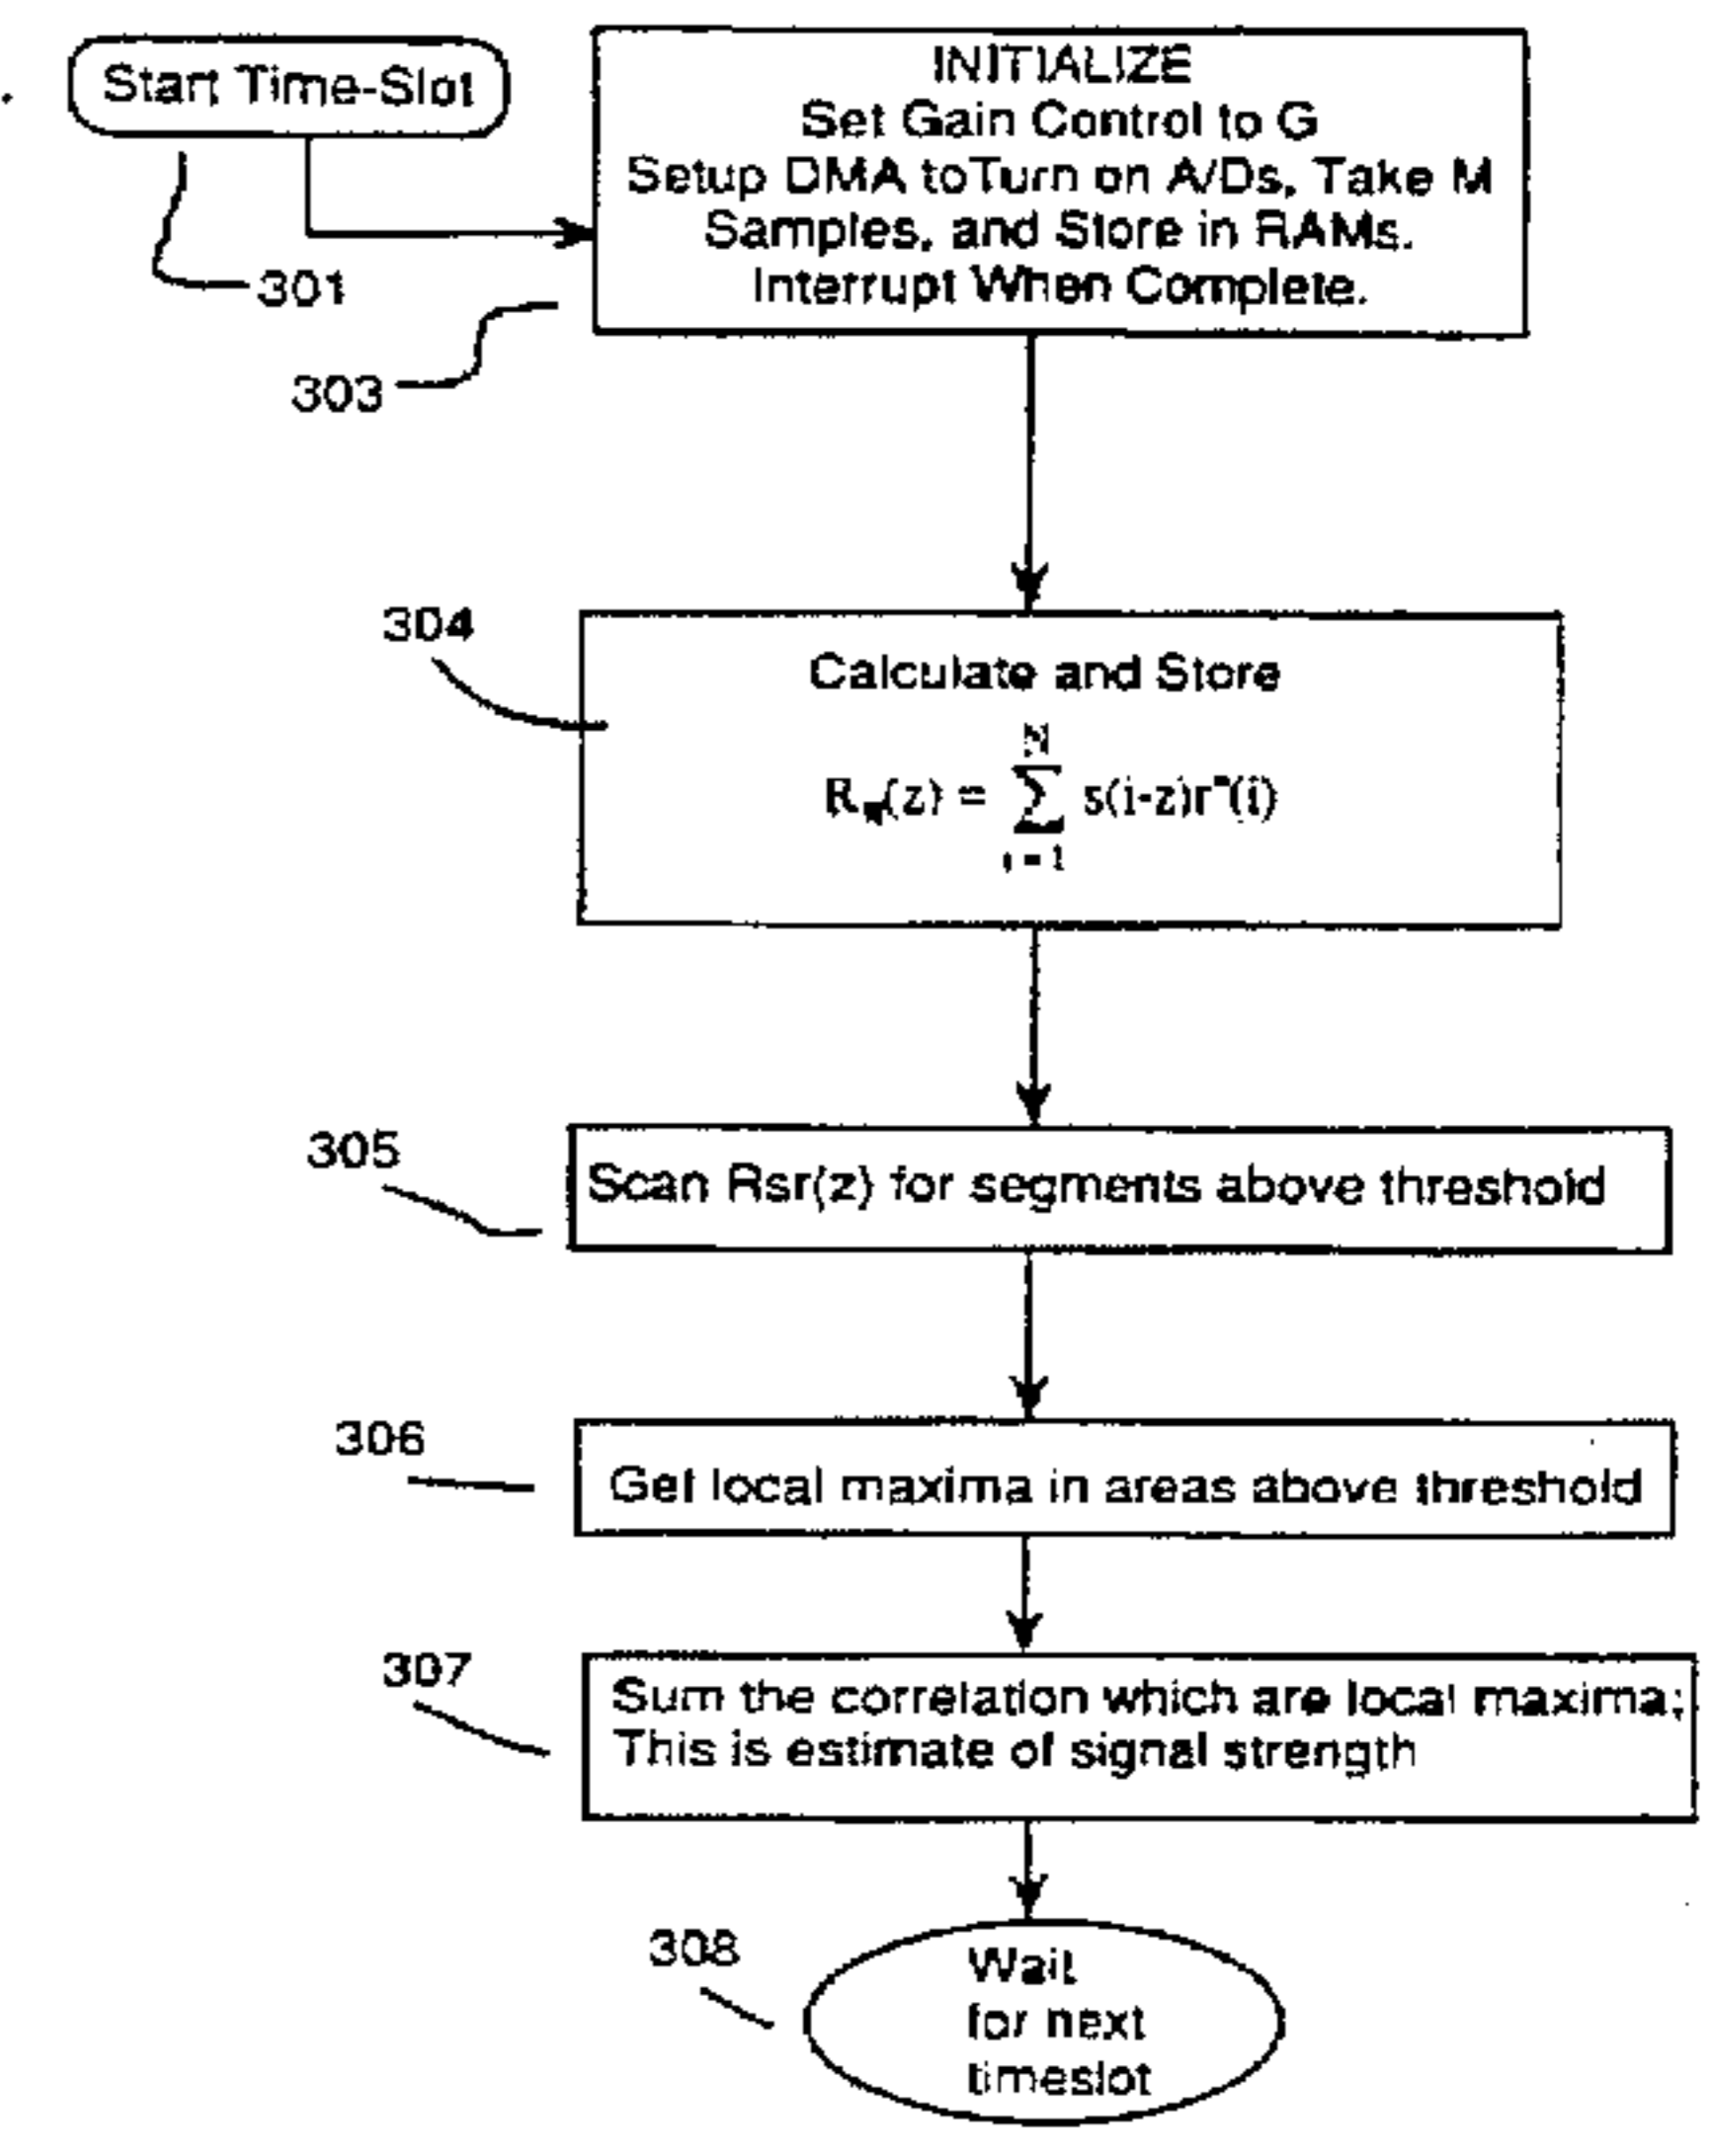 Start Time-Slot
301
INITIALIZE
Set Gain Control to G
Setup DMA toTurn on A/Ds, Take M
Samples, and Store in RAMs.
Interrupt When Complete.
303
304
Calculate and Store
N
R (z) = ∑ s(i-z)r*(i)
i = 1
305
Scan Rsr(z) for segments above threshold
306
Get local maxima in areas above threshold
307
Sum the correlation which are local maxima;
This is estimate of signal strength
308
Wait
for next
timeslot